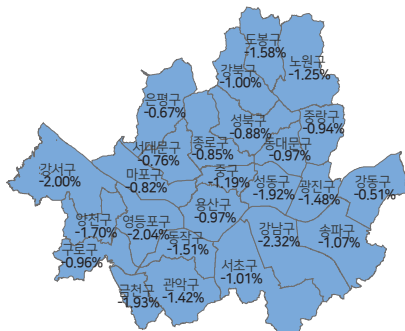 도봉구
-1.58%
노원구
-1.25%
강북구
-1.00%
은평구
-0.67%
성북구
-0.88%
중랑구
-0.94%
종로구
-0.85%
동대문구
-0.97%
서대문구
-0.76%
강서구
-2.00%
마포구
-0.82%
중구
-1.19%
성동구
-1.92%
광진구
-1.48%
강동구
-0.51%
용산구
-0.97%
양천구
-1.70%
영등포구
-2.04%
동작구
-1.51%
강남구
-2.32%
송파구
-1.07%
구로구
-0.96%
서초구
-1.01%
금천구
-1.93%
관악구
-1.42%